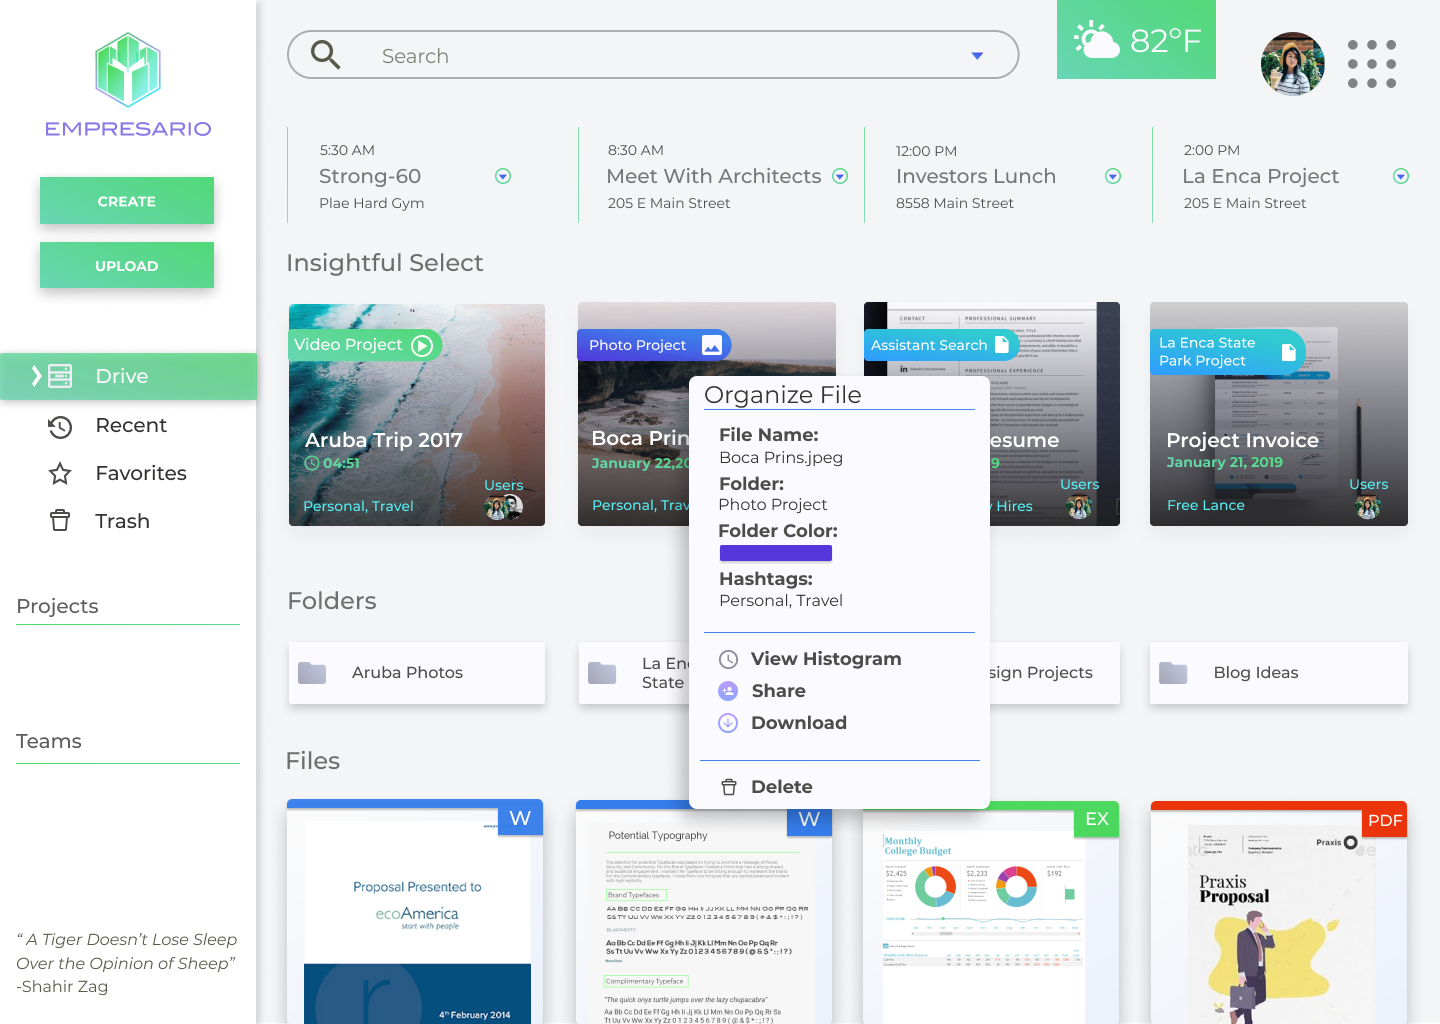 EMPRESARIO
CREATE
UPLOAD
Drive
Recent
Favorites
Trash
Projects
Teams
“ A Tiger Doesn’t Lose Sleep
Over the Opinion of Sheep”
-Shahir Zag
Search
82°F
5:30 AM
Strong-60
Plae Hard Gym
8:30 AM
Meet With Architects
205 E Main Street
12:00 PM
Investors Lunch
8558 Main Street
2:00 PM
La Enca Project
205 E Main Street
Insightful Select
Video Project
Aruba Trip 2017
04:51
Users
Personal, Travel
Photo Project
Boca Prin
January 22,20
Personal, Trav
CONTACT
PROFESSIONAL SUMMARY
PROFESSIONAL EXPERIENCE
Assistant Search
esume
9
Users
Hires
La Enca State
Park Project
Project Invoice
January 21, 2019
Users
Free Lance
Organize File
File Name:
Boca Prins.jpeg
Folder:
Photo Project
Folder Color:
Hashtags:
Personal, Travel
View Histogram
Share
Download
Delete
Folders
Aruba Photos
La En
State
sign Projects
Blog Ideas
Files
W
Proposal Presented to
ecoAmerica
start with people
4th February 2014
W
Potential Typography
Brand Typefaces
AA BB CC DD EE FF GG HH II JJ KK LL MM NN OO PP QQ RR
SS TT UU VV WW XX YY ZZ 0 1 2 3 4 5 6 7 8 9 ( @ & $ * : ; ! ? )
Aa Bb Cc Dd Ee Ff Gg Hh Ii Jj Kk Ll Mm Nn Oo Pp Qq Rr
Ss Tt Uu Vv Ww Xx Yy Zz 0 1 2 3 4 5 6 7 8 9 ( @ & $ * : ; ! ? )
Complimentary Typeface
"The quick onyx turtle jumps over the lazy chupacabra"
Aa Bb Cc Dd Ee Ff Gg Hh Ii Jj Kk Ll Mm Nn Oo Pp Qq Rr Ss
Tt Uu Vv Ww Xx Yy Zz 0 1 2 3 4 5 6 7 8 9 ( @ & $ * : ; ! ? )
EX
Monthly
College Budget
$2,425
$2,233
$192
PDF
Praxis
Praxis
Proposal